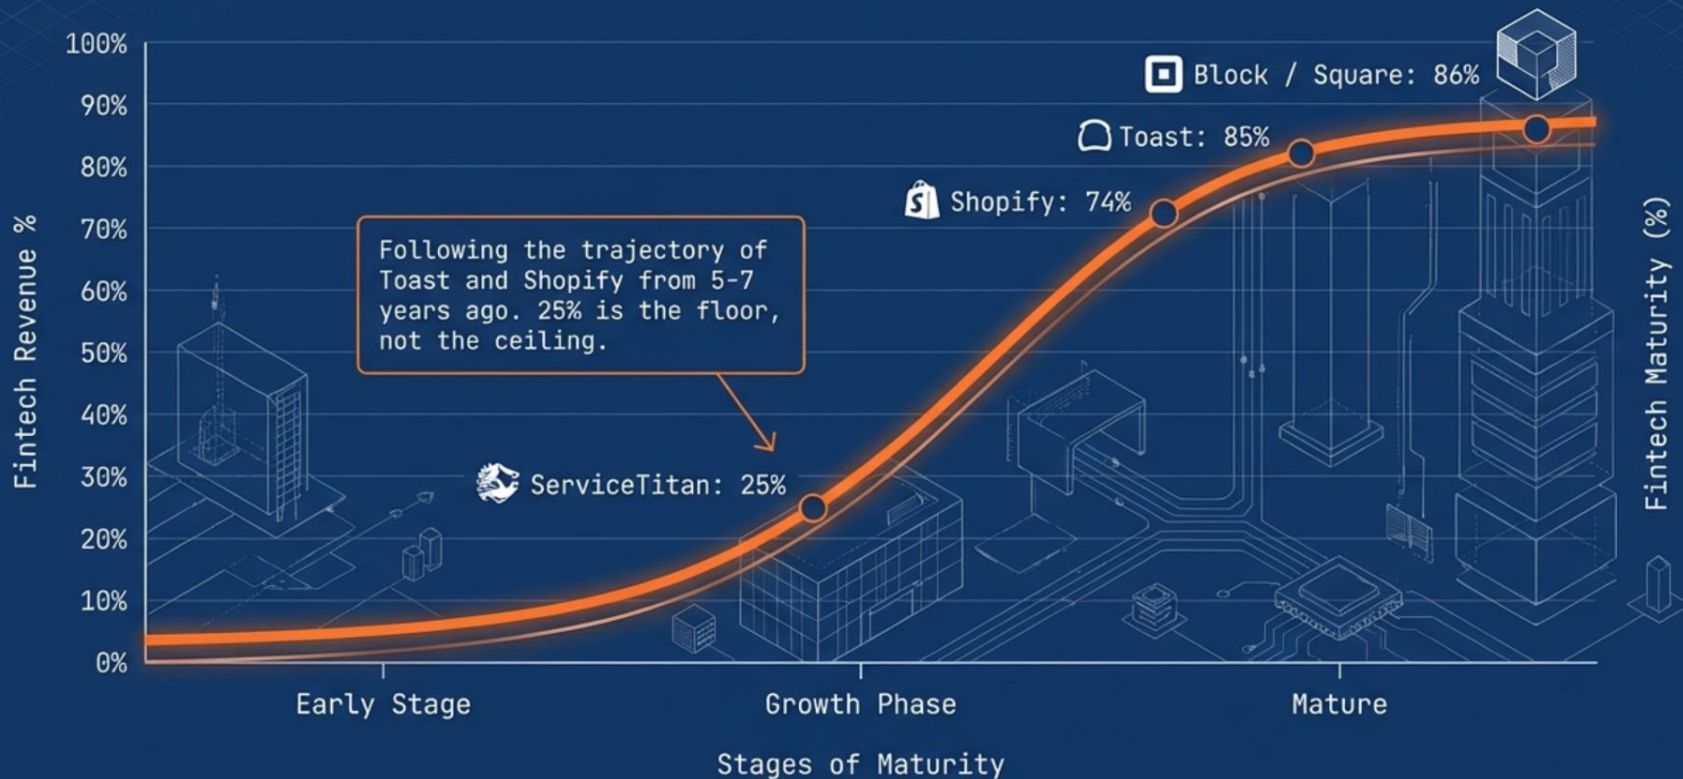 100%
90%
80%
70%
60%
50%
40%
30%
20%
10%
0%
Fintech Revenue %
Block / Square: 86%
Toast: 85%
S
Shopify: 74%
Following the trajectory of
Toast and Shopify from 5-7
years ago. 25% is the floor,
not the ceiling.
ServiceTitan: 25%
Fintech Maturity (%)
Early Stage
Growth Phase
Mature
Stages of Maturity